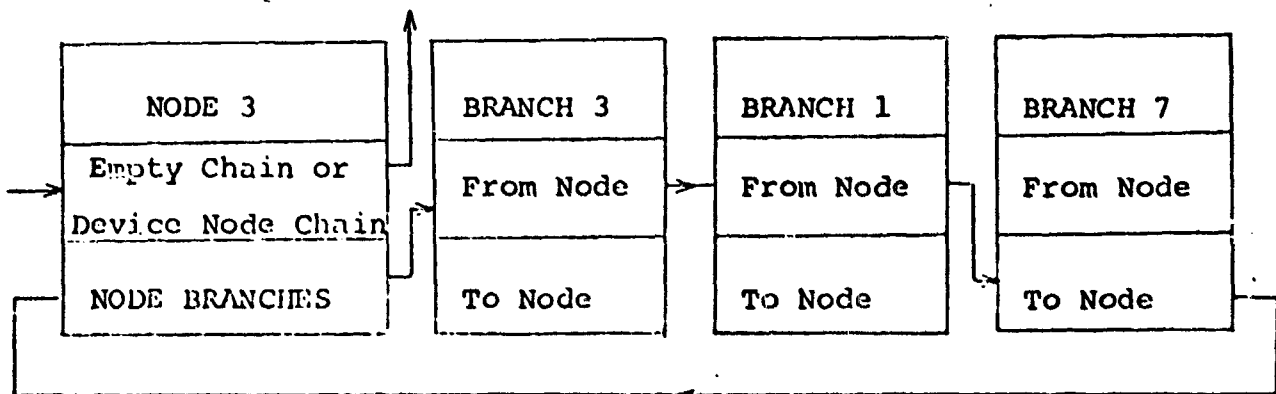 NODE 3
Empty Chain or
Device Node Chain
NODE BRANCHES
BRANCH 3
From Node
To Node
BRANCH 1
From Node
To Node
BRANCH 7
From Node
To Node